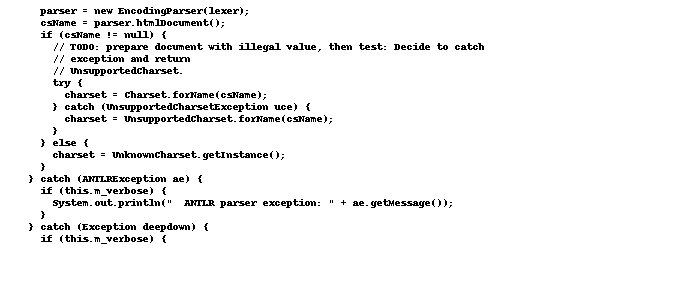 parser = new EncodingParser(lexer);
csName = parser.htmlDocument();
if (csName != null) {
// TODO: prepare document with illegal value, then test: Decide to catch
// exception and return
// UnsupportedCharset.
try {
charset = Charset.forName(csName);
} catch (UnsupportedCharsetException uce) {
charset = UnsupportedCharset.forName(csName);
}
} else {
charset = UnknownCharset.getInstance();
}
} catch (ANTLRException ae) {
if (this.m_verbose) {
System.out.println("  ANTLR parser exception: " + ae.getMessage());
}
} catch (Exception deepdown) {
if (this.m_verbose) {